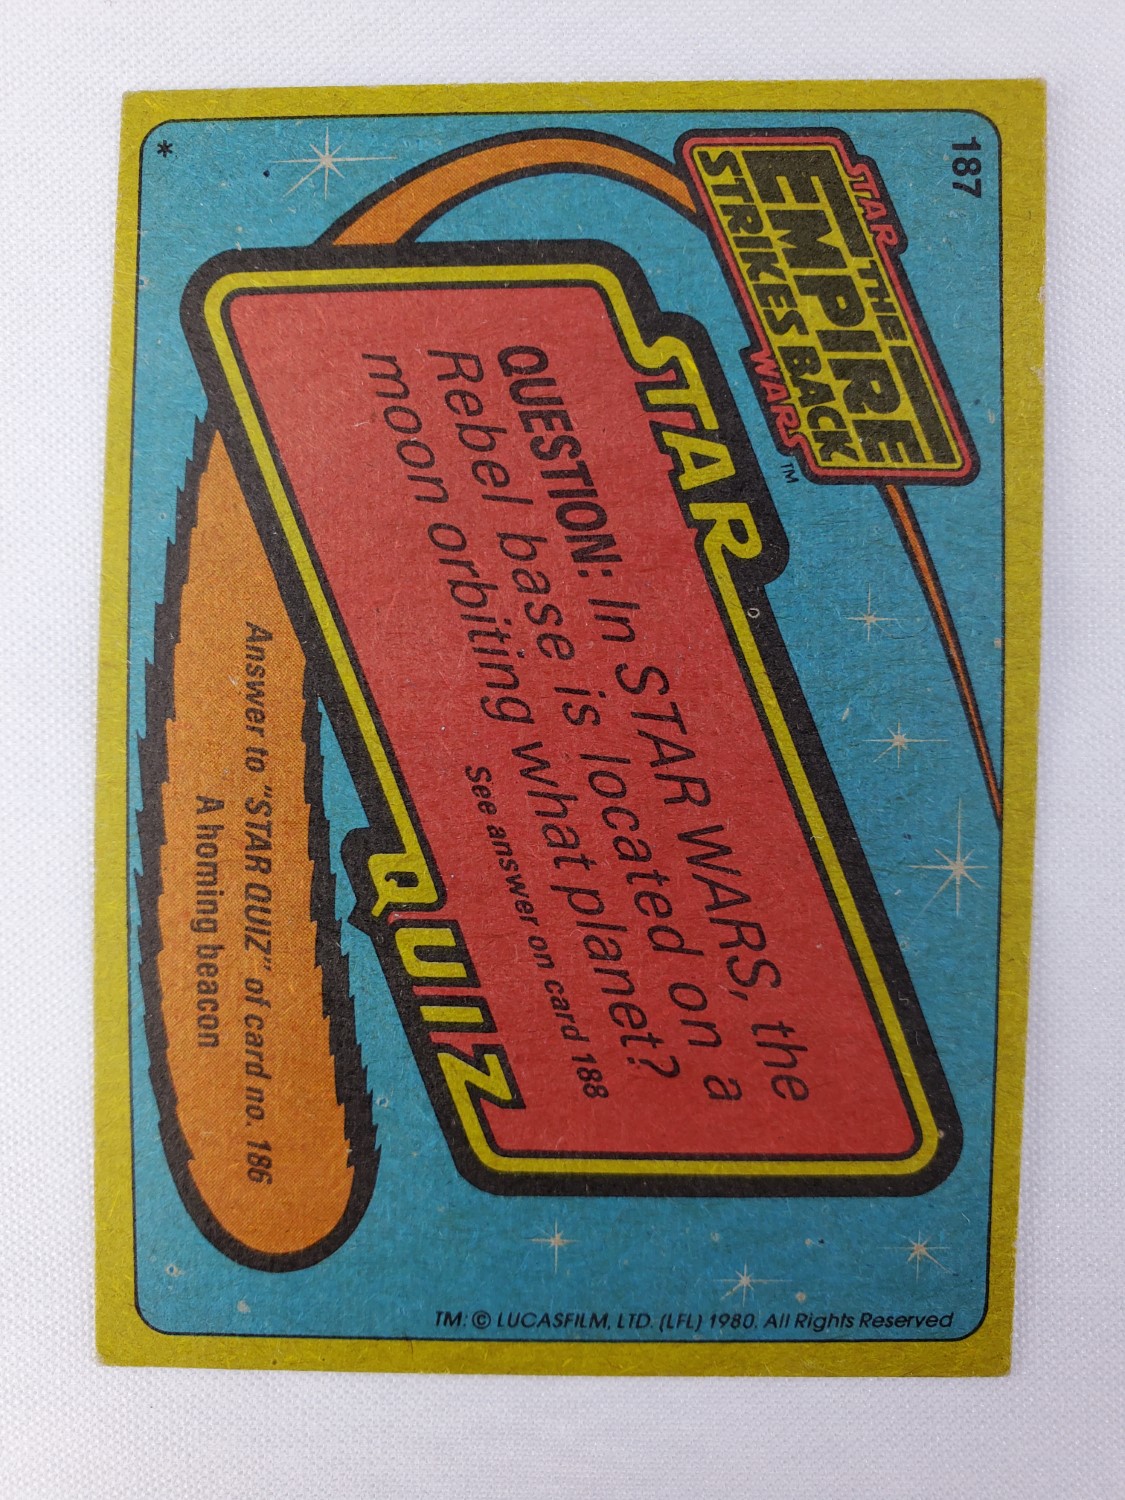 187
STAR
THE
EMPIRE
STRIKES BACK
WARS™
STAR
QUESTION: In STAR WARS, the
Rebel base is located on a
moon orbiting what planet?
See answer on card 188
QUIZ
Answer to "STAR QUIZ" of card no. 186
A homing beacon
*
TM: © LUCASFILM, LTD. (LFL) 1980. All Rights Reserved